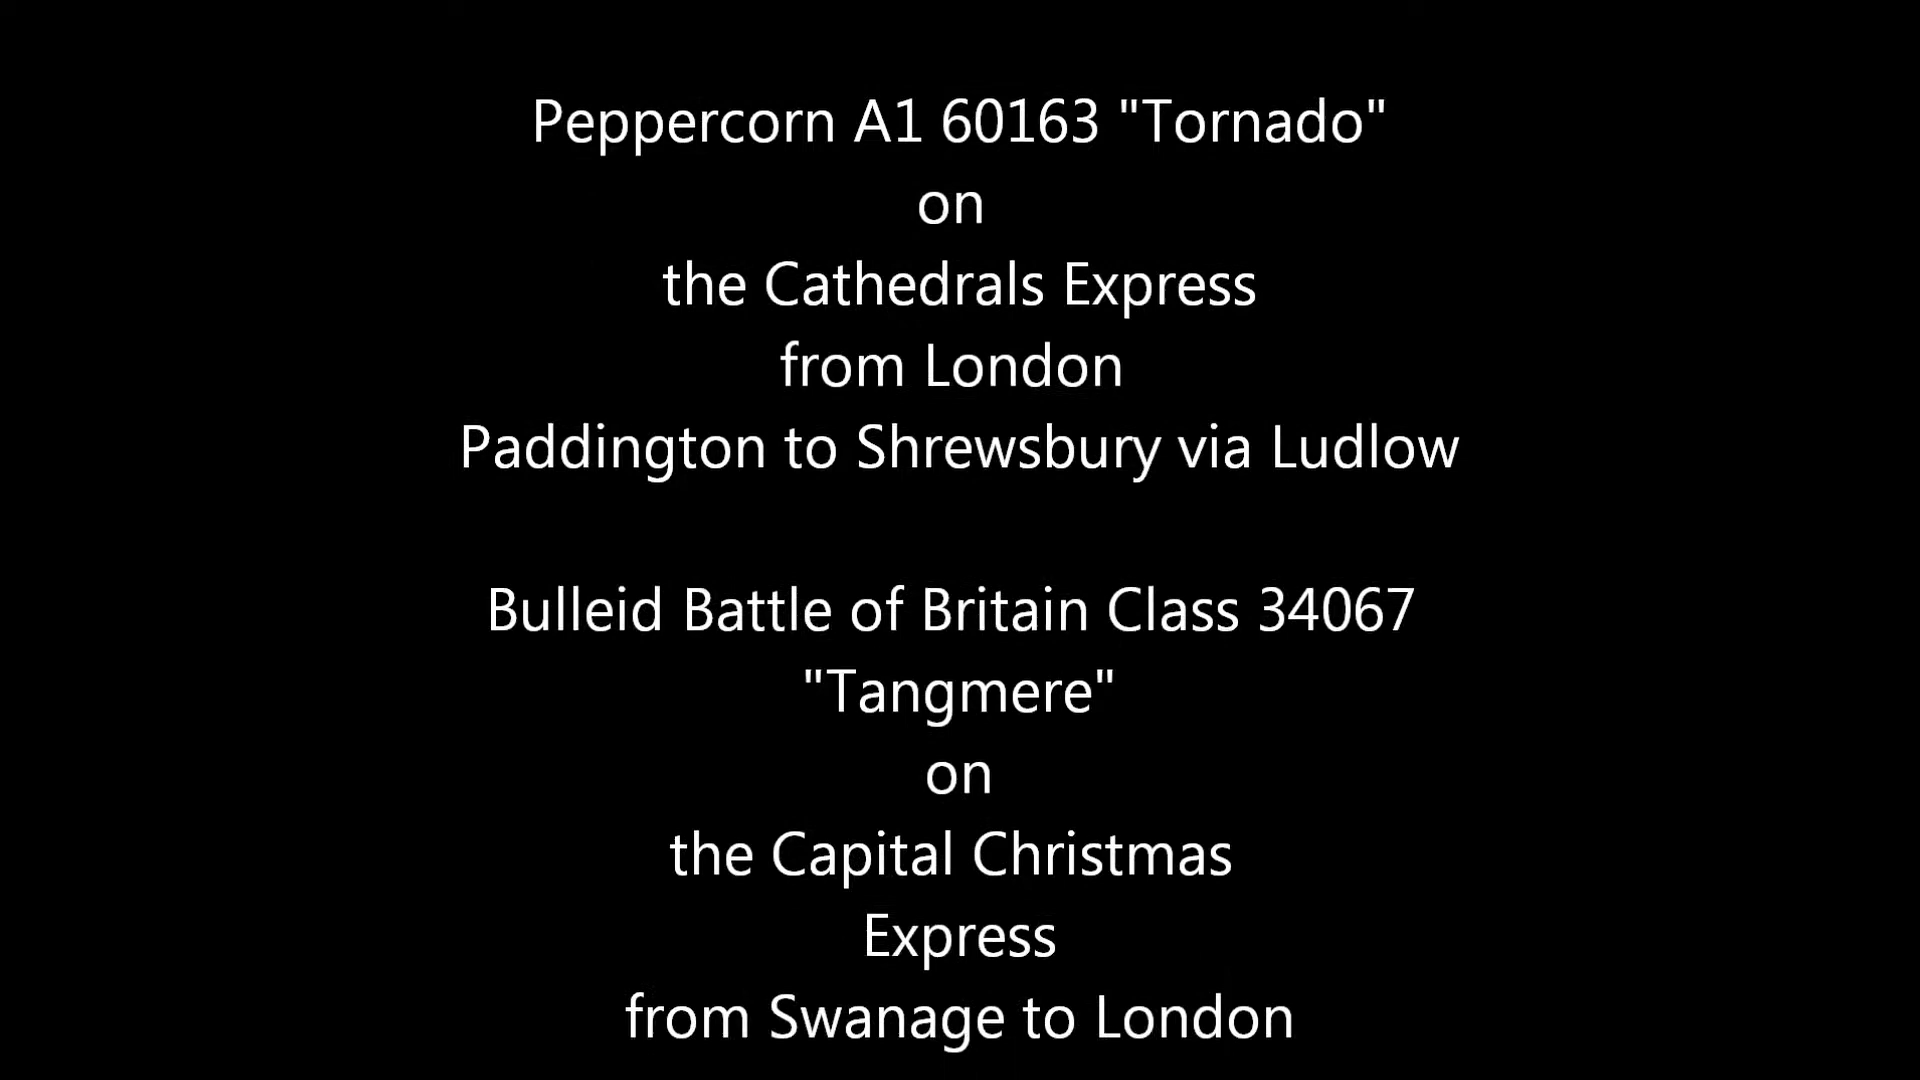 Peppercorn A1 60163 "Tornado"
on
the Cathedrals Express
from London
Paddington to Shrewsbury via Ludlow
Bulleid Battle of Britain Class 34067
"Tangmere"
on
the Capital Christmas
Express
from Swanage to London